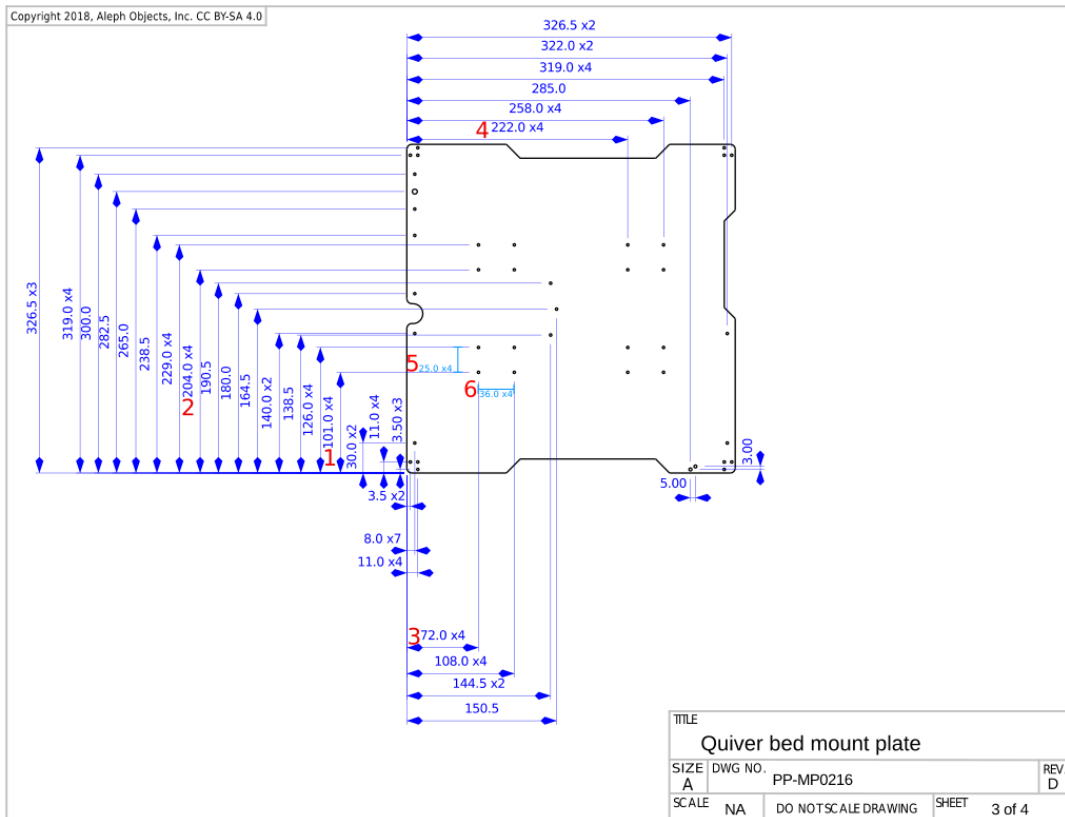 Copyright 2018, Aleph Objects, Inc. CC BY-SA 4.0
326.5 x2
322.0 x2
319.0 x4
285.0
258.0 x4
222.0 x4
4
326.5 x3
319.0 x4
300.0
282.5
265.0
238.5
229.0 x4
204.0 x4
2
190.5
180.0
164.5
140.0 x2
138.5
126.0 x4
101.0 x4
1
30.0 x2
11.0 x4
3.50 x3
5
25.0 x4
6
36.0 x4
3.00
5.00
3.5 x2
8.0 x7
11.0 x4
3
72.0 x4
108.0 x4
144.5 x2
150.5
TITLE
Quiver bed mount plate
SIZE
A
DWG NO.
PP-MP0216
REV.
D
SCALE NA
DO NOT SCALE DRAWING
SHEET 3 of 4